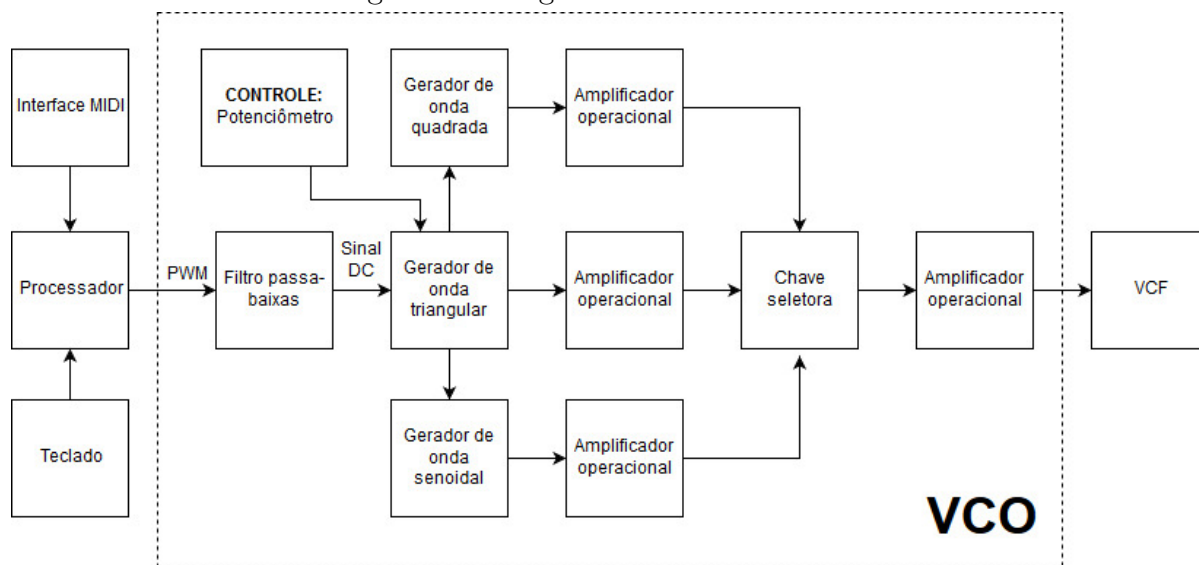 Interface MIDI
CONTROLE:
Potenciômetro
Gerador de
onda
quadrada
Amplificador
operacional
Processador
PWM
Filtro passa-
baixas
Sinal
DC
Gerador de
onda
triangular
Amplificador
operacional
Chave
seletora
Amplificador
operacional
VCF
Teclado
Gerador de
onda
senoidal
Amplificador
operacional
VCO